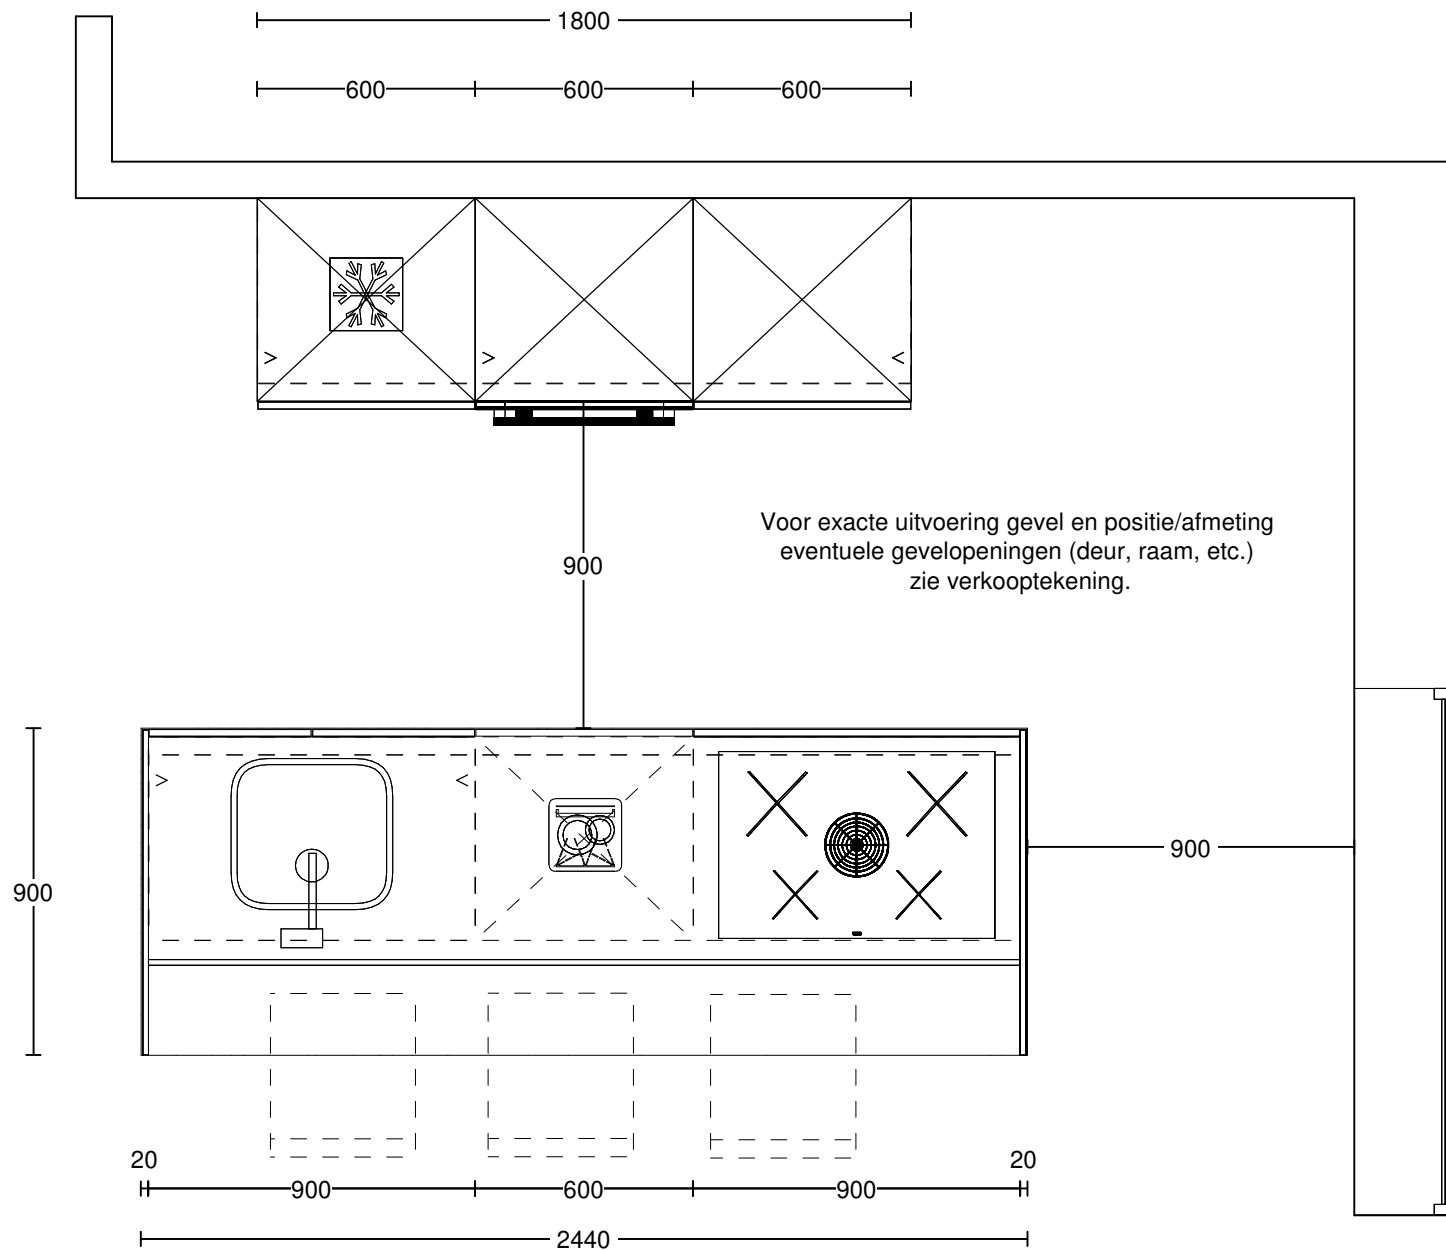 1800
600 600 600
Voor exacte uitvoering gevel en positie/afmeting
eventuele gevelopeningen (deur, raam, etc.)
zie verkooptekening.
900
900
900
20 20
900 600 900
2440